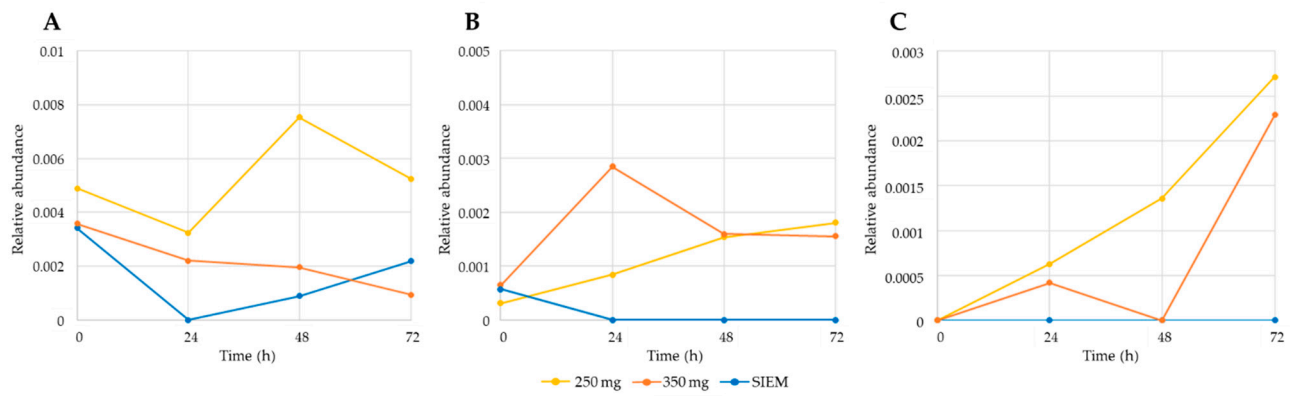 A
Relative abundance
0.01
0.008
0.006
0.004
0.002
0
0 24 48 72
Time (h)
B
Relative abundance
0.005
0.004
0.003
0.002
0.001
0
0 24 48 72
Time (h)
C
Relative abundance
0.003
0.0025
0.002
0.0015
0.001
0.0005
0
0 24 48 72
Time (h)
250 mg 350 mg SIEM